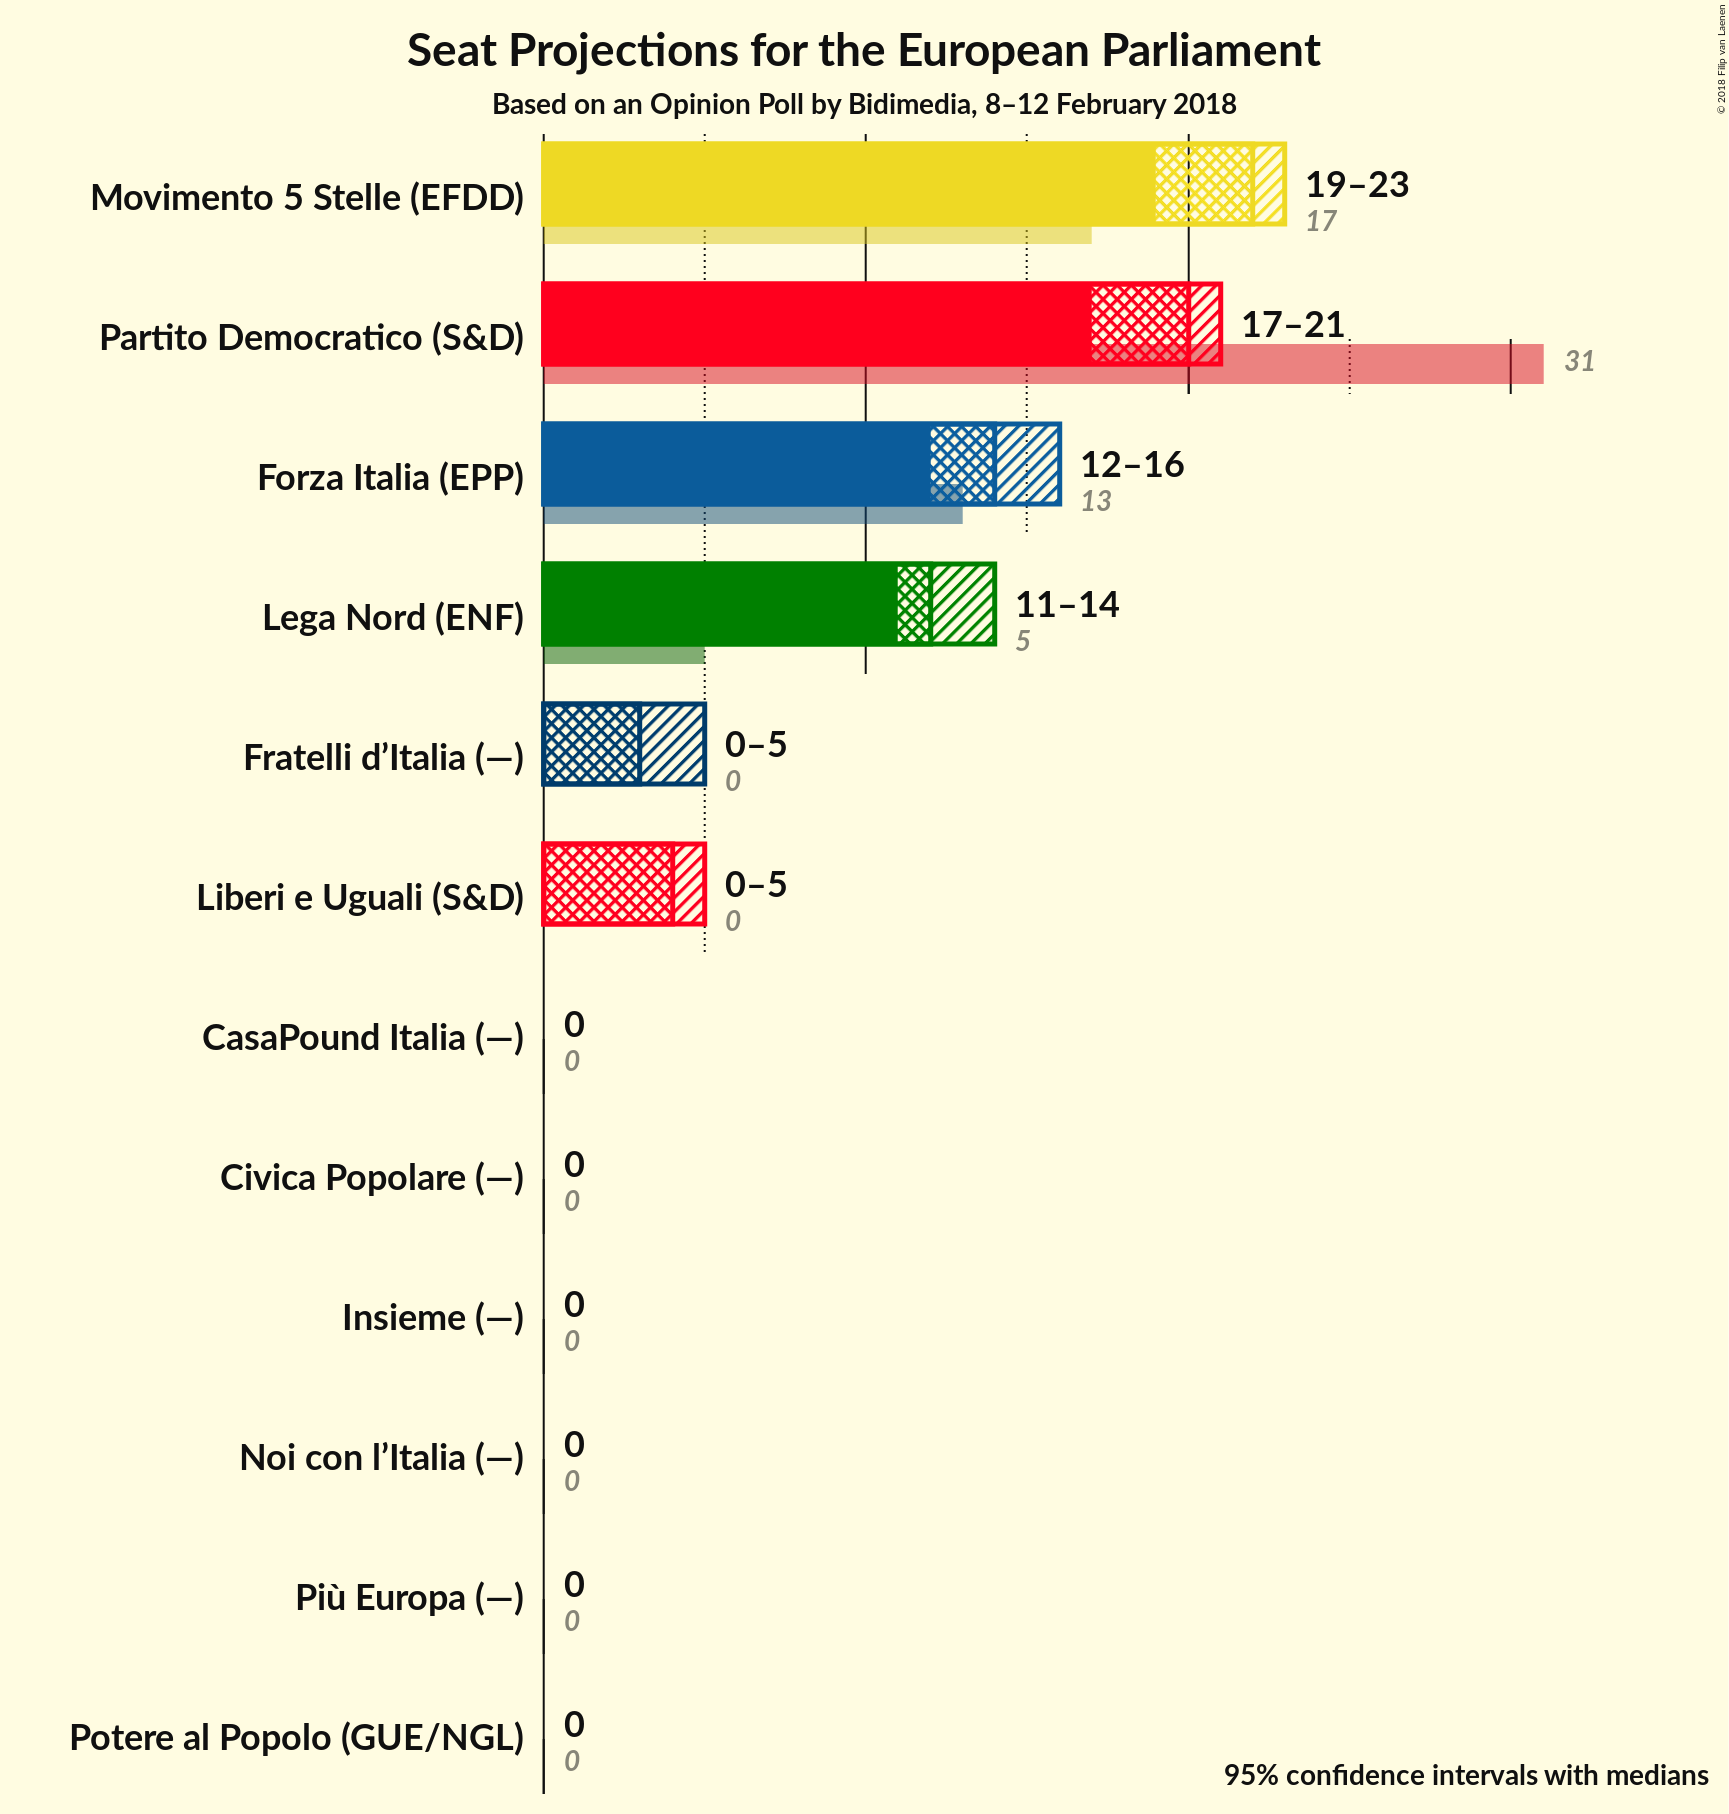 Seat Projections for the European Parliament
Based on an Opinion Poll by Bidimedia, 8–12 February 2018
© 2018 Filip van Laenen
Movimento 5 Stelle (EFDD)
19–23
17
Partito Democratico (S&D)
17–21
31
Forza Italia (EPP)
12–16
13
Lega Nord (ENF)
11–14
5
Fratelli d’Italia (—)
0–5
0
Liberi e Uguali (S&D)
0–5
0
CasaPound Italia (—)
0
0
Civica Popolare (—)
0
0
Insieme (—)
0
0
Noi con l’Italia (—)
0
0
Più Europa (—)
0
0
Potere al Popolo (GUE/NGL)
0
0
95% confidence intervals with medians